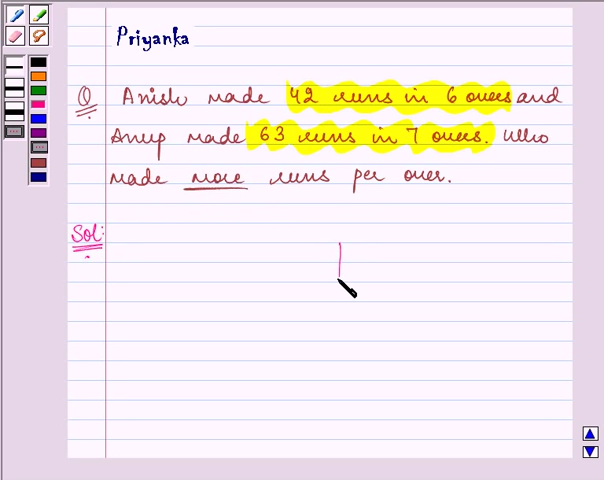 Priyanka
Q Anish made 42 runs in 6 overs and
Anup made 63 runs in 7 overs. Who
made more runs per over.
Sol: